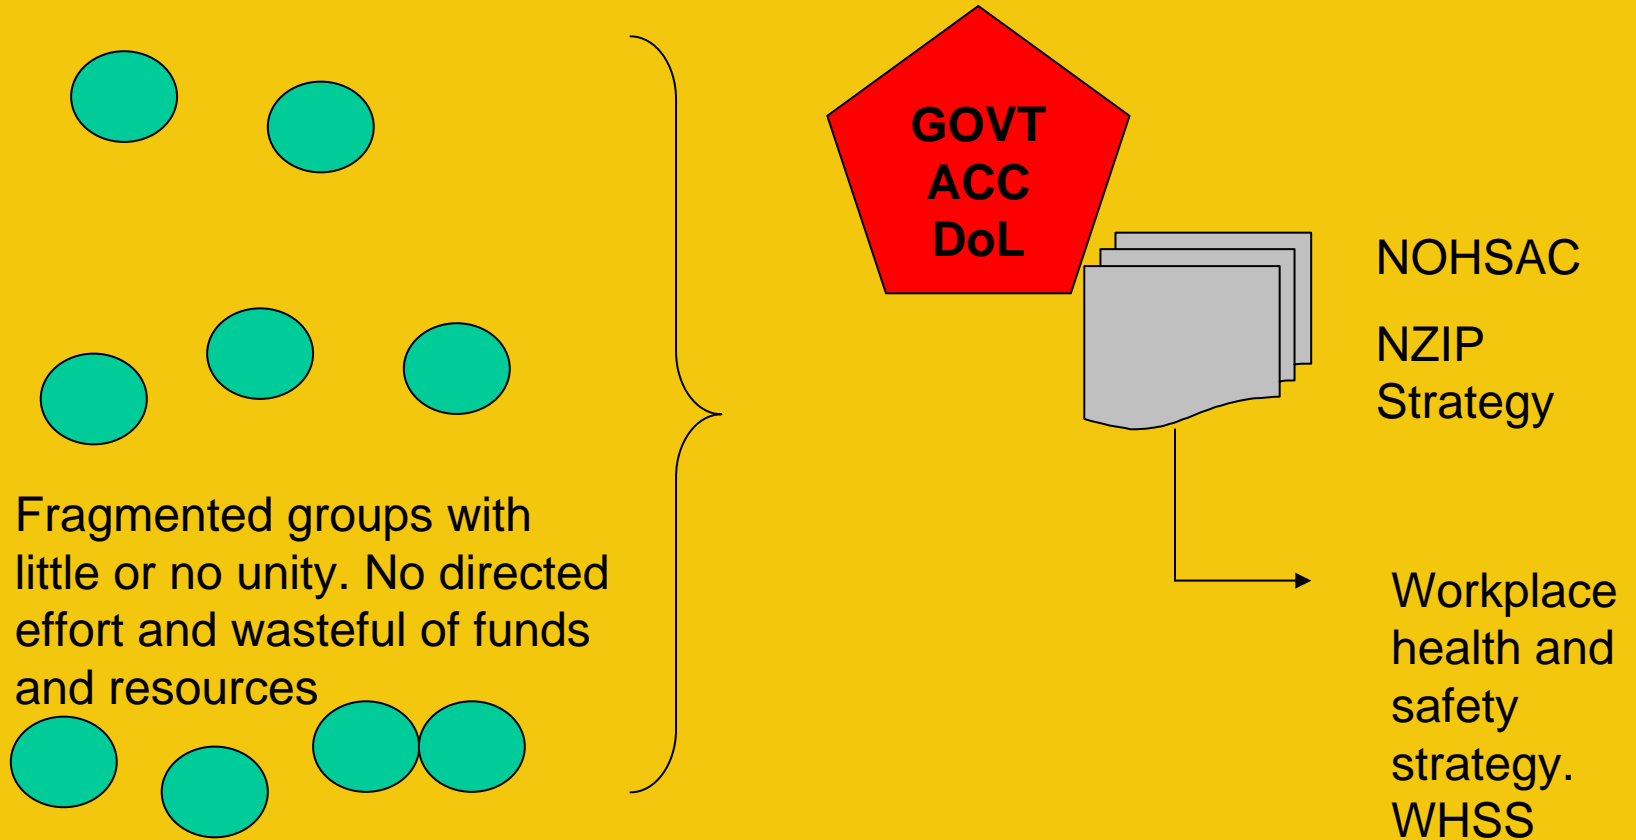 GOVT
ACC
DoL
NOHSAC
NZIP
Strategy
Fragmented groups with
little or no unity. No directed
effort and wasteful of funds
and resources
Workplace
health and
safety
strategy.
WHSS